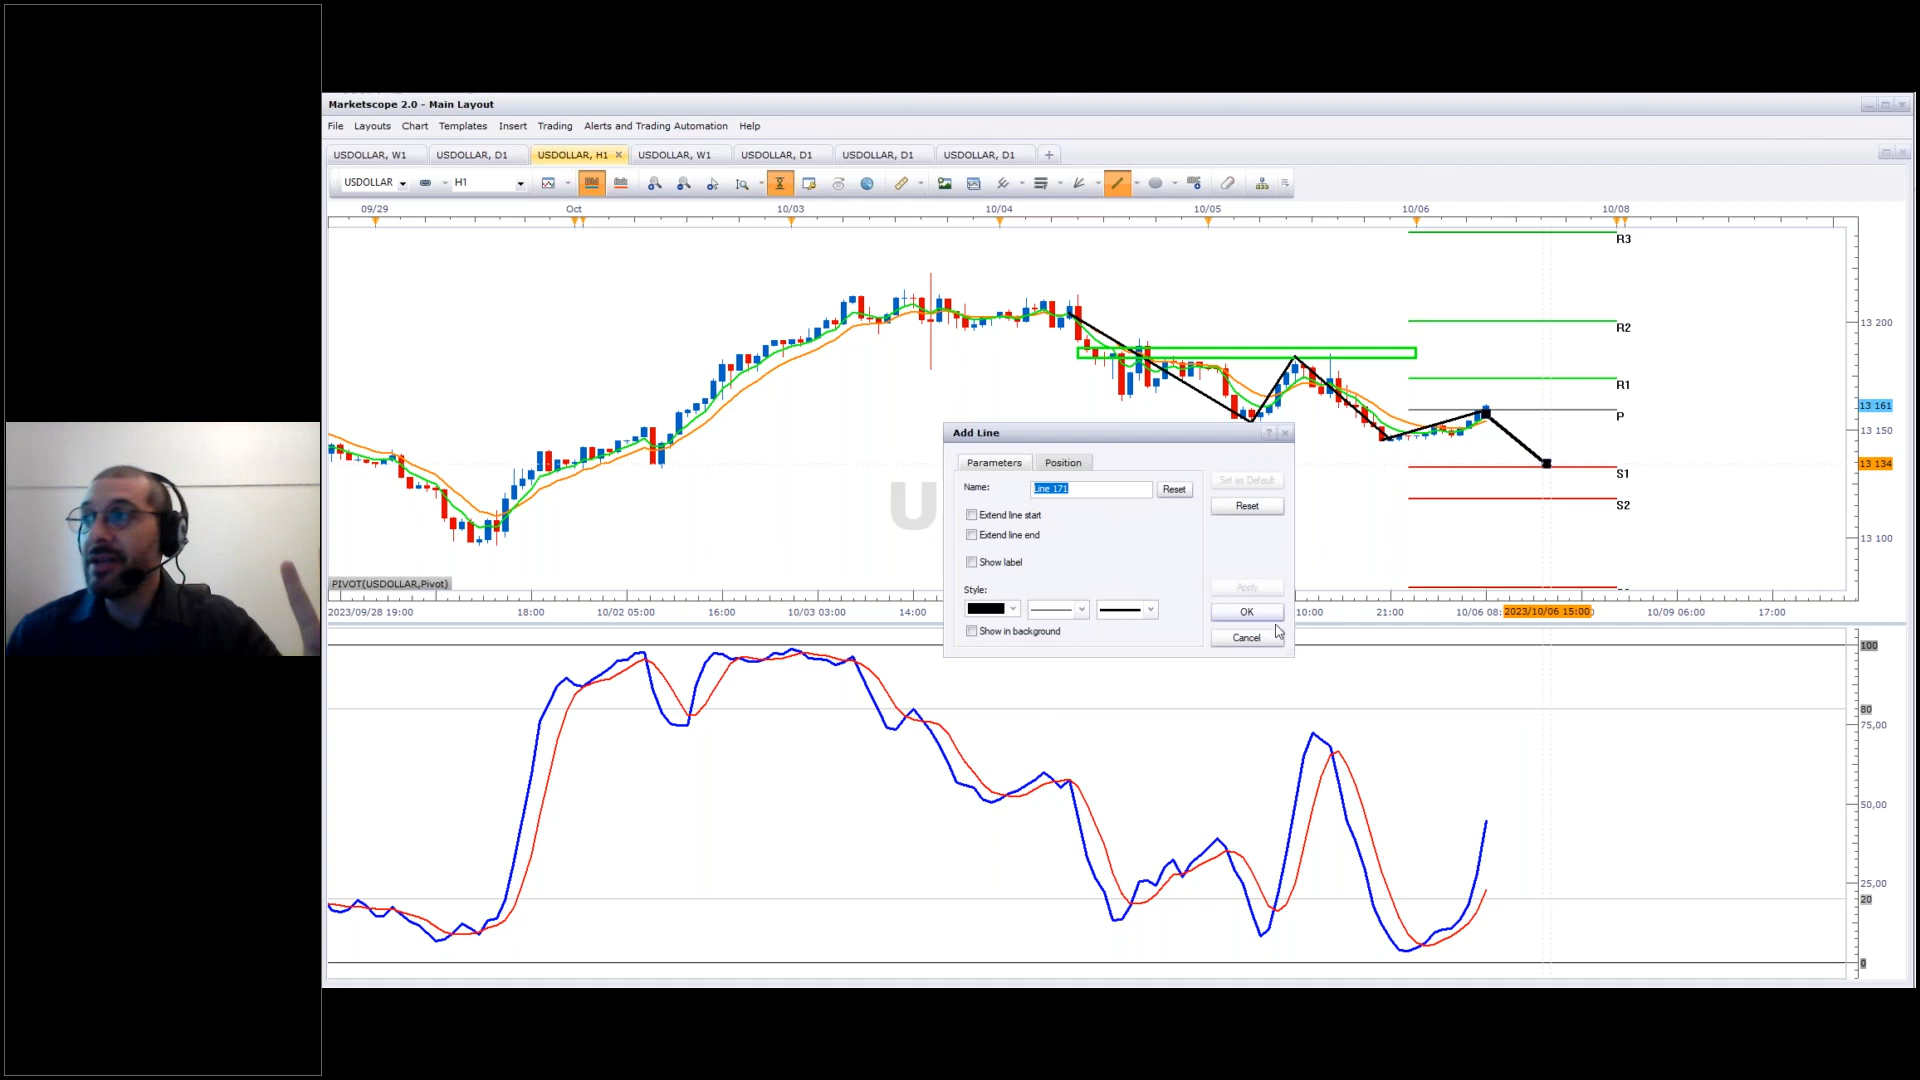 Marketscope 2.0 - Main Layout
File Layouts Chart Templates Insert Trading Alerts and Trading Automation Help
USDOLLAR, W1 USDOLLAR, D1 USDOLLAR, H1 USDOLLAR, W1 USDOLLAR, D1 USDOLLAR, D1 USDOLLAR, D1
USDOLLAR H1
09/29 Oct 10/03 10/04 10/05 10/06 10/08
R3
R2
13 200
R1
13 161
P
13 150
13 134
S1
S2
13 100
U
Add Line
Parameters Position
Name: Line 171 Reset
Set as Default
Reset
Extend line start
Extend line end
Show label
Style:
Apply
OK
Show in background
Cancel
PIVOT(USDOLLAR,Pivot)
2023/09/28 19:00 18:00 10/02 05:00 16:00 10/03 03:00 14:00 10:00 21:00 10/06 08: 2023/10/06 15:00 10/09 06:00 17:00
100
80
75,00
50,00
25,00
20
0